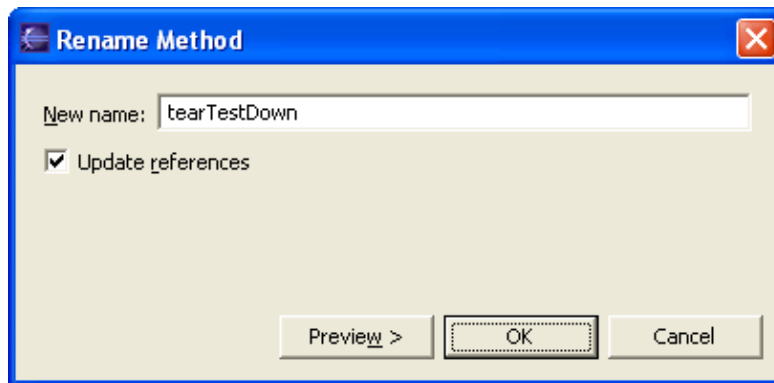 Rename Method
New name: tearTestDown
Update references
Preview > OK Cancel